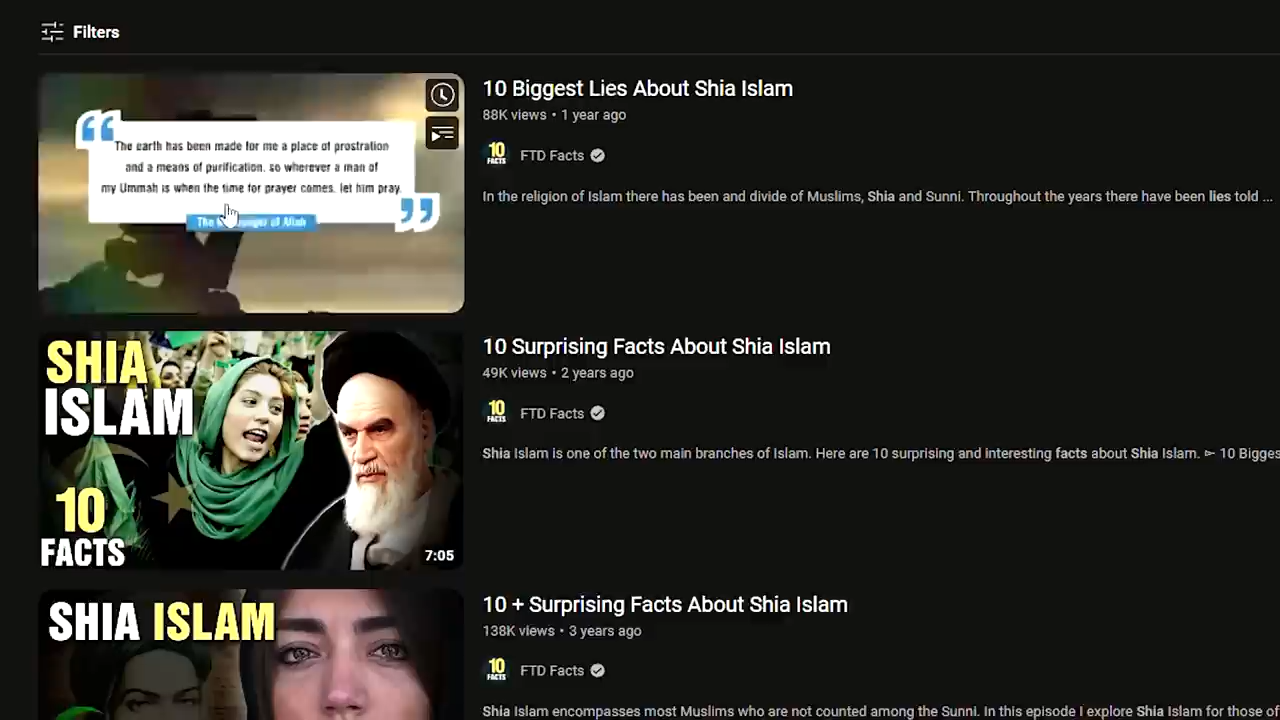 Filters
The earth has been made for me a place of prostration
and a means of purification. so wherever a man of
my Ummah is when the time for prayer comes, let him pray.
The of Allah
10 Biggest Lies About Shia Islam
88K views • 1 year ago
10
FACTS
FTD Facts
In the religion of Islam there has been and divide of Muslims, Shia and Sunni. Throughout the years there have been lies told ...
SHIA
ISLAM
10
FACTS
7:05
10 Surprising Facts About Shia Islam
49K views • 2 years ago
10
FACTS
FTD Facts
Shia Islam is one of the two main branches of Islam. Here are 10 surprising and interesting facts about Shia Islam. ► 10 Bigges
SHIA ISLAM
10 + Surprising Facts About Shia Islam
138K views • 3 years ago
10
FACTS
FTD Facts
Shia Islam encompasses most Muslims who are not counted among the Sunni. In this episode I explore Shia Islam for those of